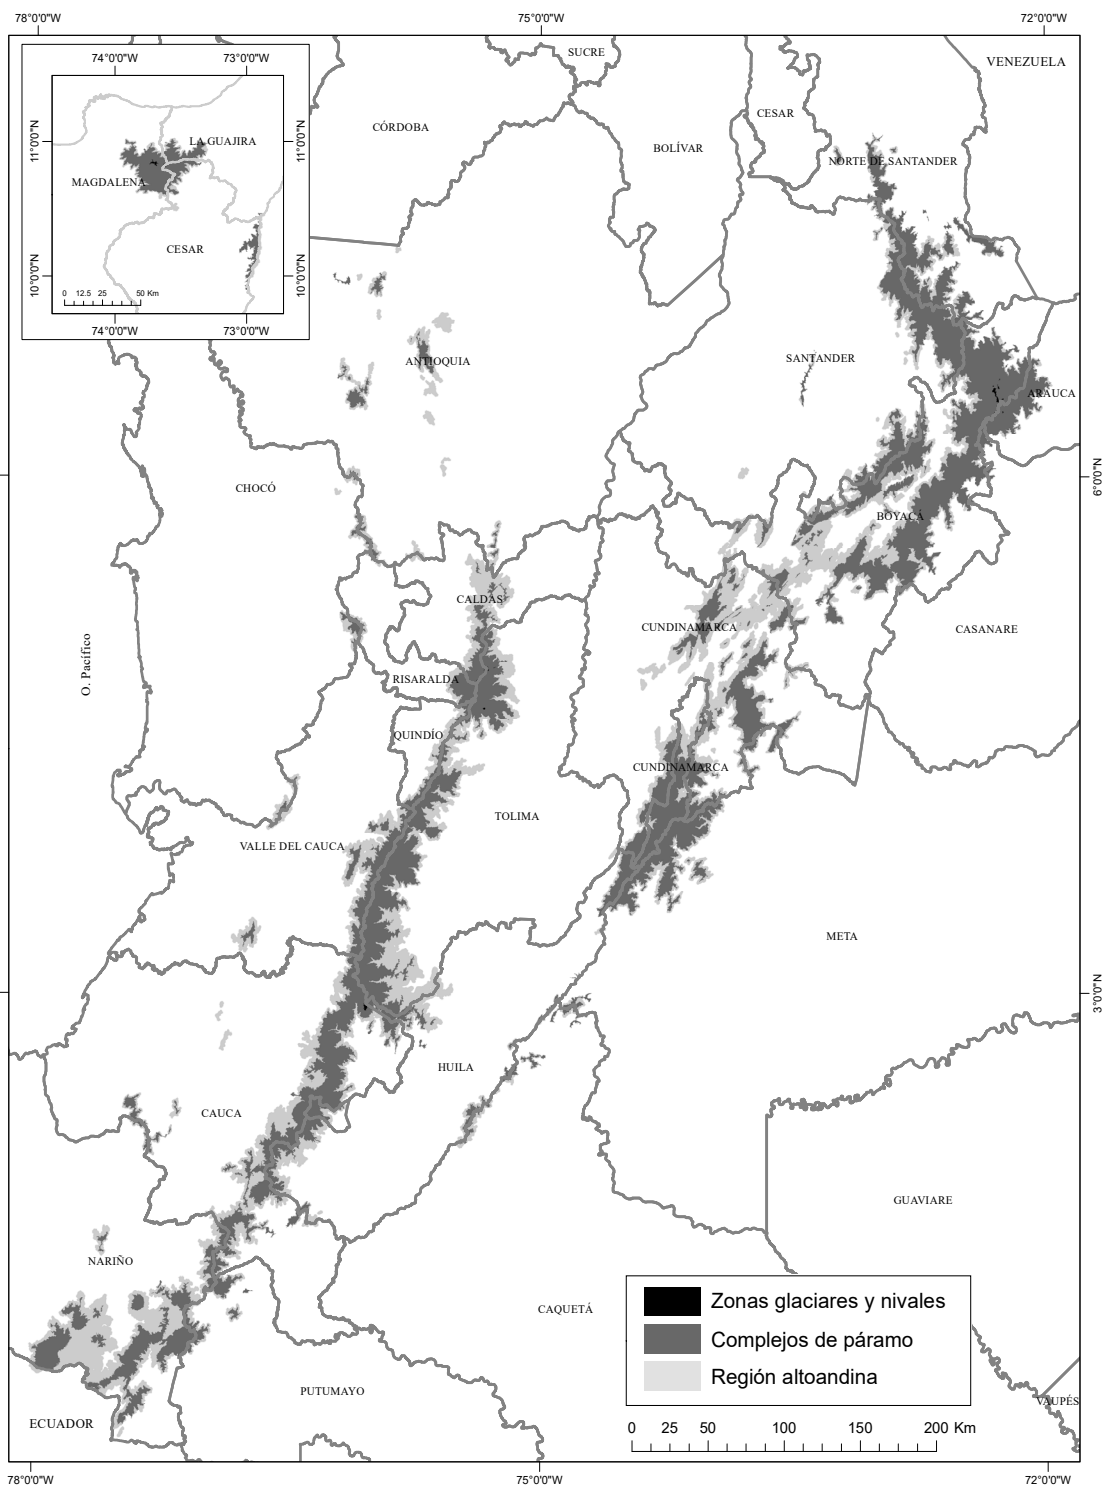 78°0'0"W
75°0'0"W
72°0'0"W
SUCRE
VENEZUELA
74°0'0"W
73°0'0"W
CESAR
CÓRDOBA
11°0'0"N
LA GUAJIRA
11°0'0"N
BOLÍVAR
NORTE DE SANTANDER
MAGDALENA
CESAR
10°0'0"N
10°0'0"N
0 12.5 25 50 Km
74°0'0"W
73°0'0"W
ANTIOQUIA
SANTANDER
ARAUCA
6°0'0"N
CHOCÓ
BOYACÁ
CALDAS
CUNDINAMARCA
CASANARE
O. Pacífico
RISARALDA
QUINDÍO
CUNDINAMARCA
TOLIMA
VALLE DEL CAUCA
META
3°0'0"N
HUILA
CAUCA
GUAVIARE
NARIÑO
CAQUETÁ
Zonas glaciares y nivales
Complejos de páramo
Región altoandina
PUTUMAYO
VAUPÉS
ECUADOR
0 25 50 100 150 200 Km
78°0'0"W
75°0'0"W
72°0'0"W